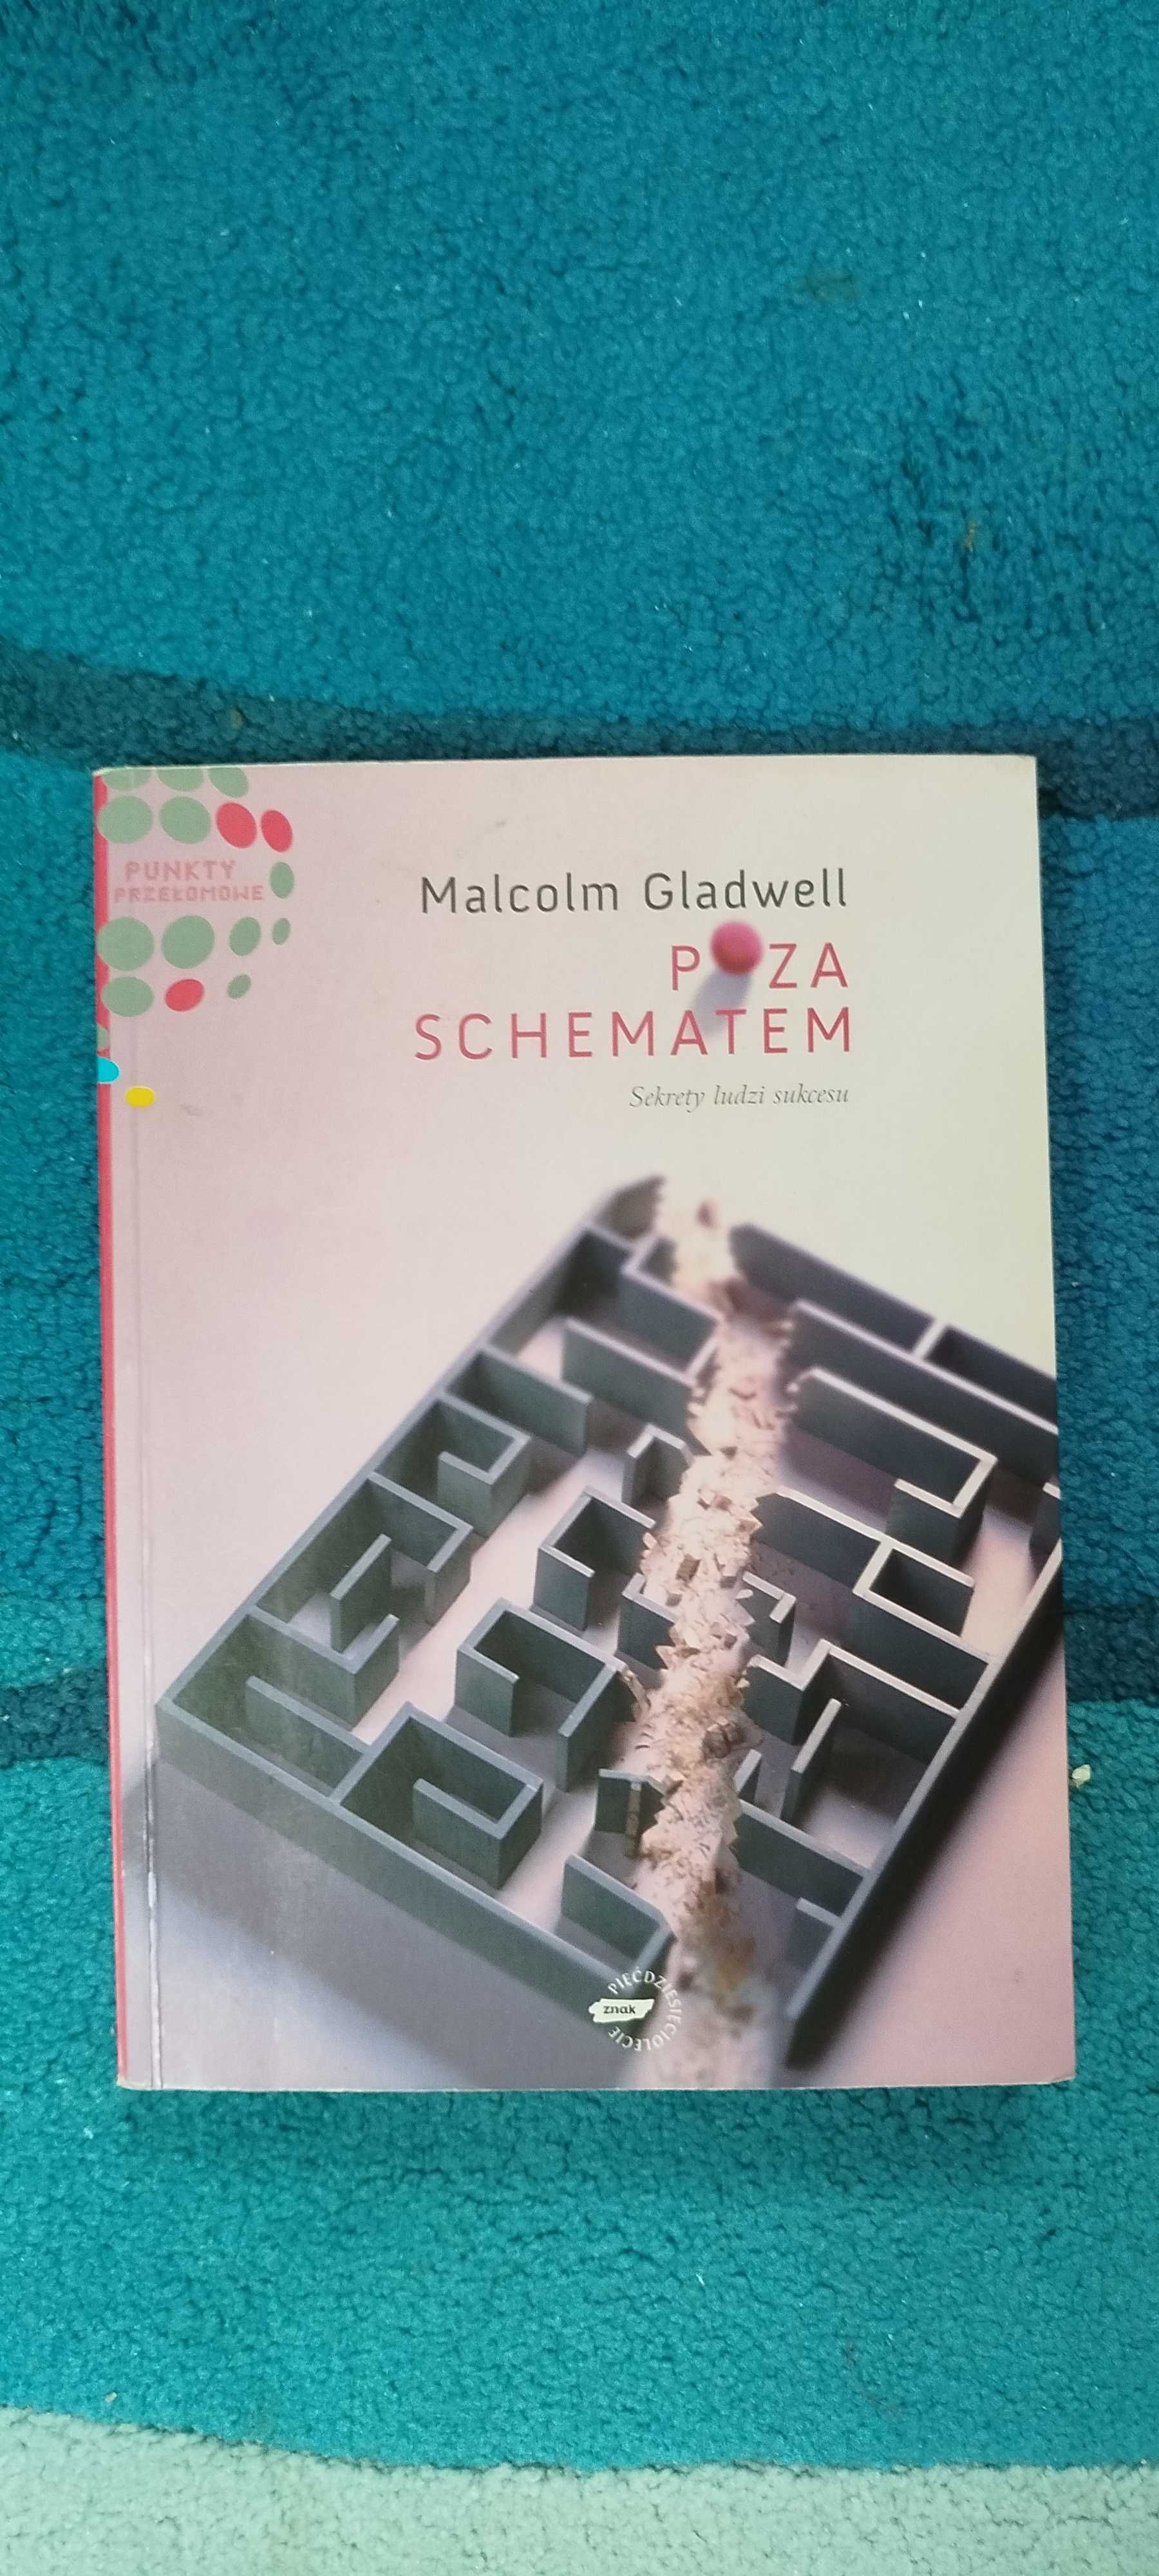 PUNKTY
PRZEŁOMOWE
Malcolm Gladwell
POZA
SCHEMATEM
Sekrety ludzi sukcesu
PIĘĆDZIESIĘCIOLECIE
znak